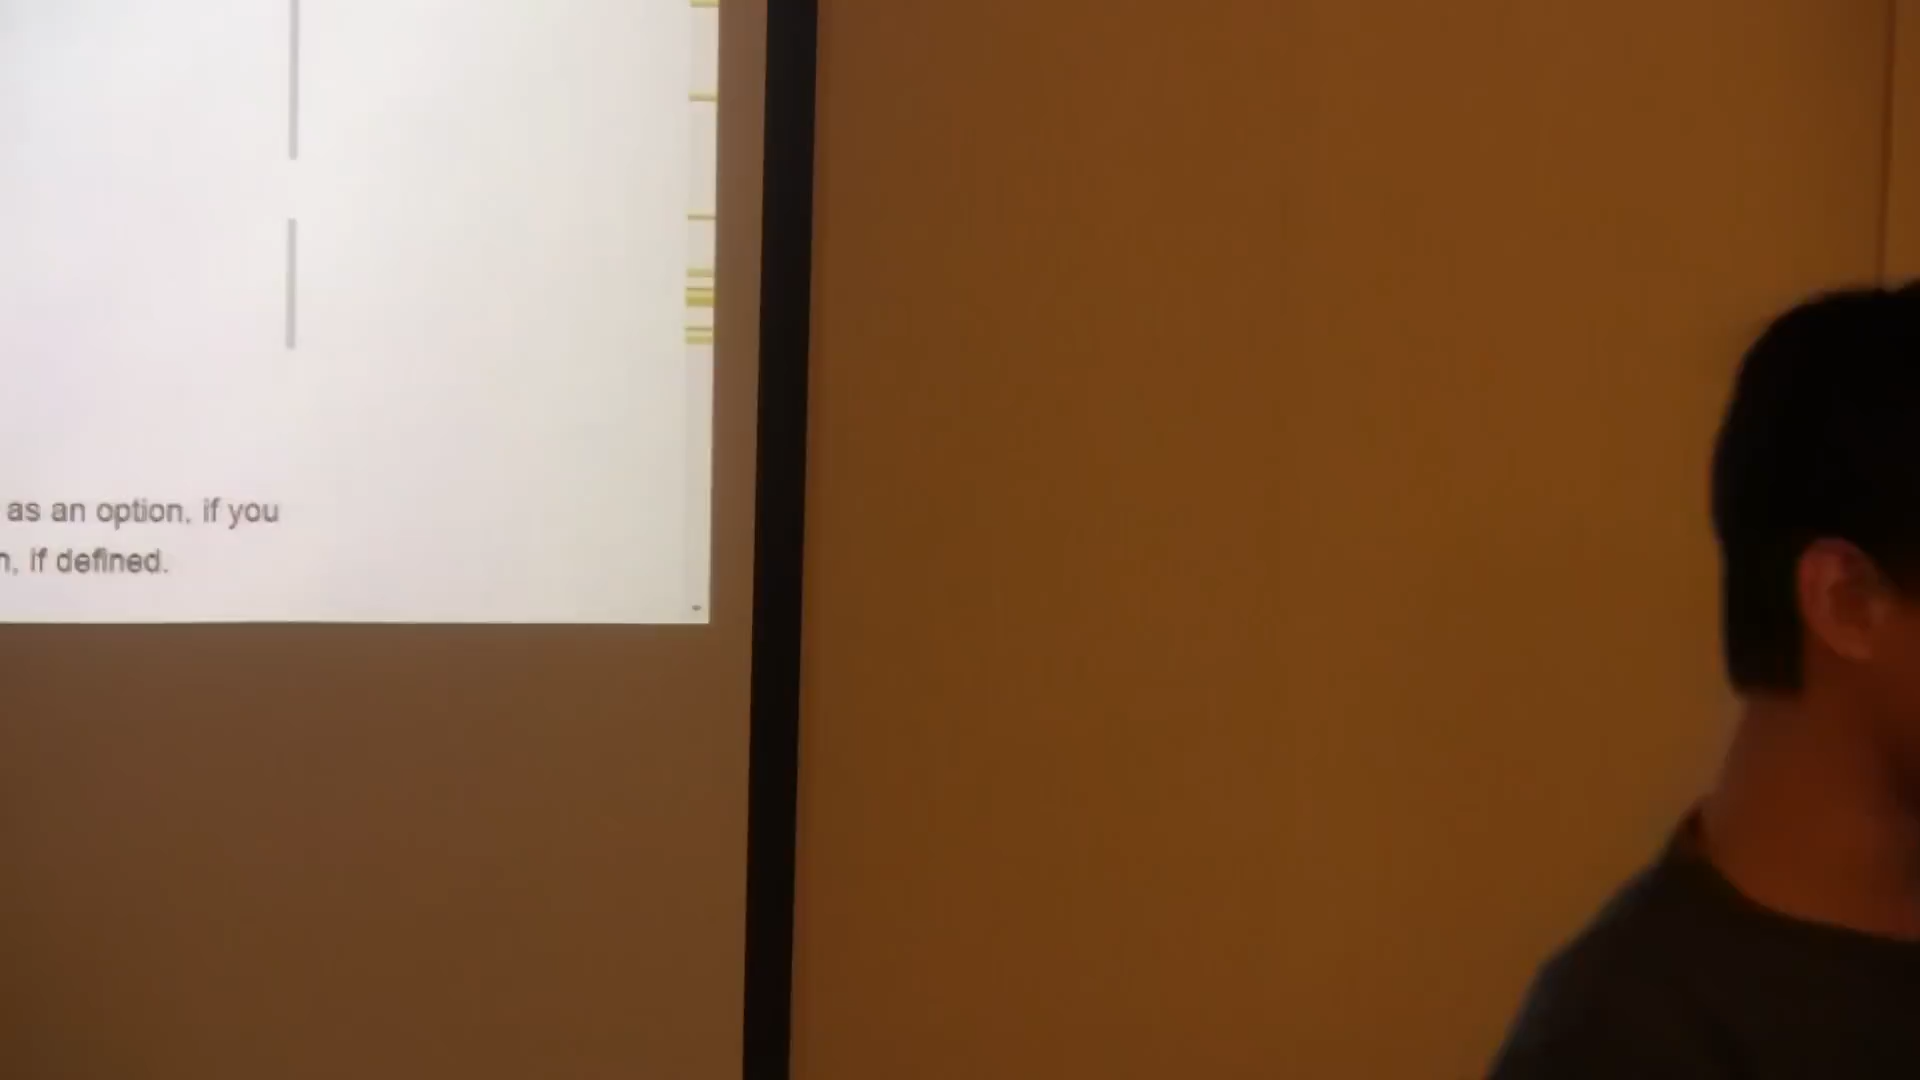 as an option, if you
if defined.